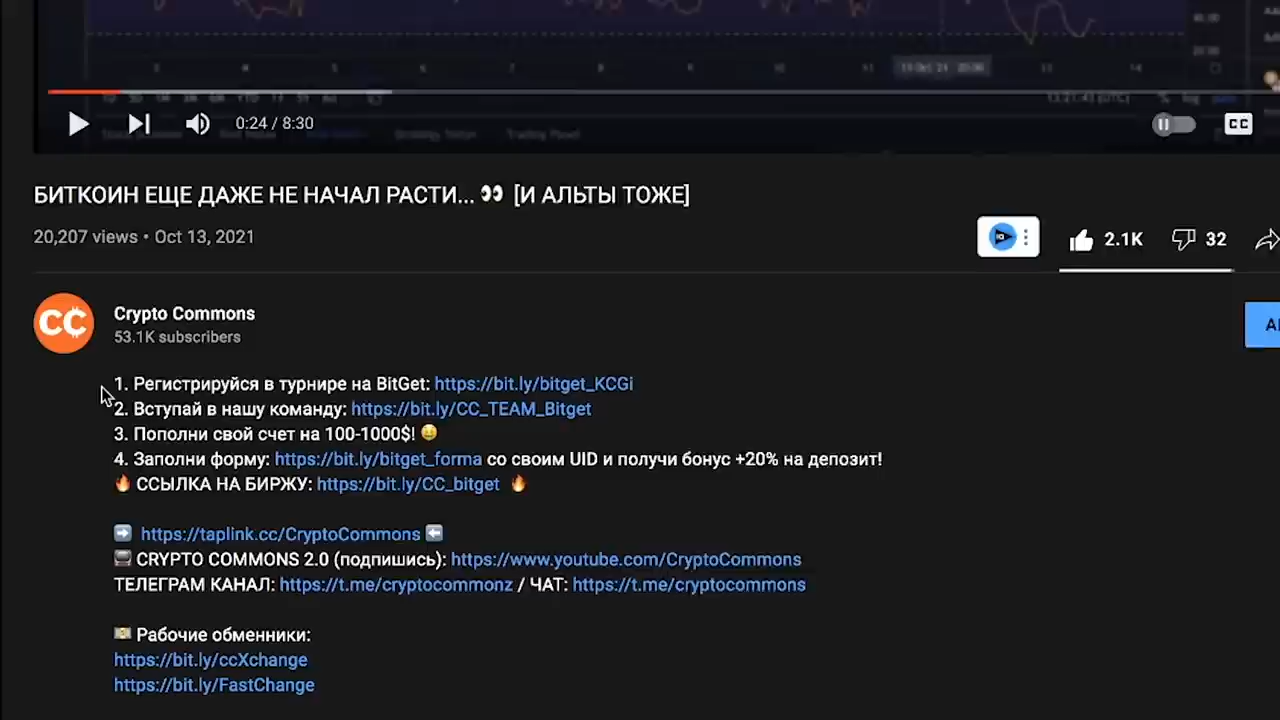 0:24 / 8:30
CC
БИТКОИН ЕЩЕ ДАЖЕ НЕ НАЧАЛ РАСТИ... 👀 [И АЛЬТЫ ТОЖЕ]
20,207 views • Oct 13, 2021
2.1K
32
CC
Crypto Commons
53.1K subscribers
1. Регистрируйся в турнире на BitGet: https://bit.ly/bitget_KCGi
2. Вступай в нашу команду: https://bit.ly/CC_TEAM_Bitget
3. Пополни свой счет на 100-1000$! 😉
4. Заполни форму: https://bit.ly/bitget_forma со своим UID и получи бонус +20% на депозит!
🔥 ССЫЛКА НА БИРЖУ: https://bit.ly/CC_bitget 🔥
➡️ https://taplink.cc/CryptoCommons ⬅️
CRYPTO COMMONS 2.0 (подпишись): https://www.youtube.com/CryptoCommons
ТЕЛЕГРАМ КАНАЛ: https://t.me/cryptocommonz / ЧАТ: https://t.me/cryptocommons
💵 Рабочие обменники:
https://bit.ly/ccXchange
https://bit.ly/FastChange